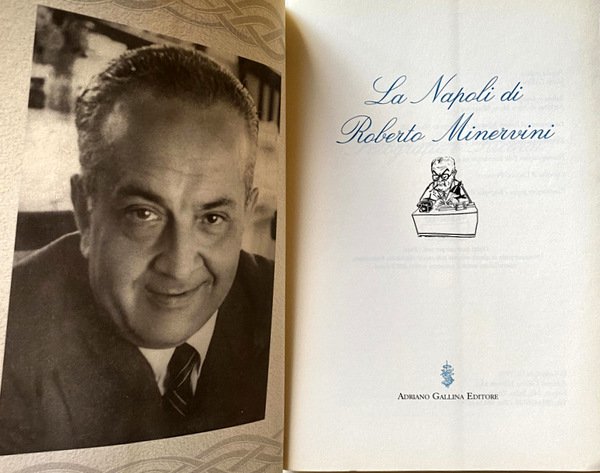 La Napoli di
Roberto Minervini
ADRIANO GALLINA EDITORE